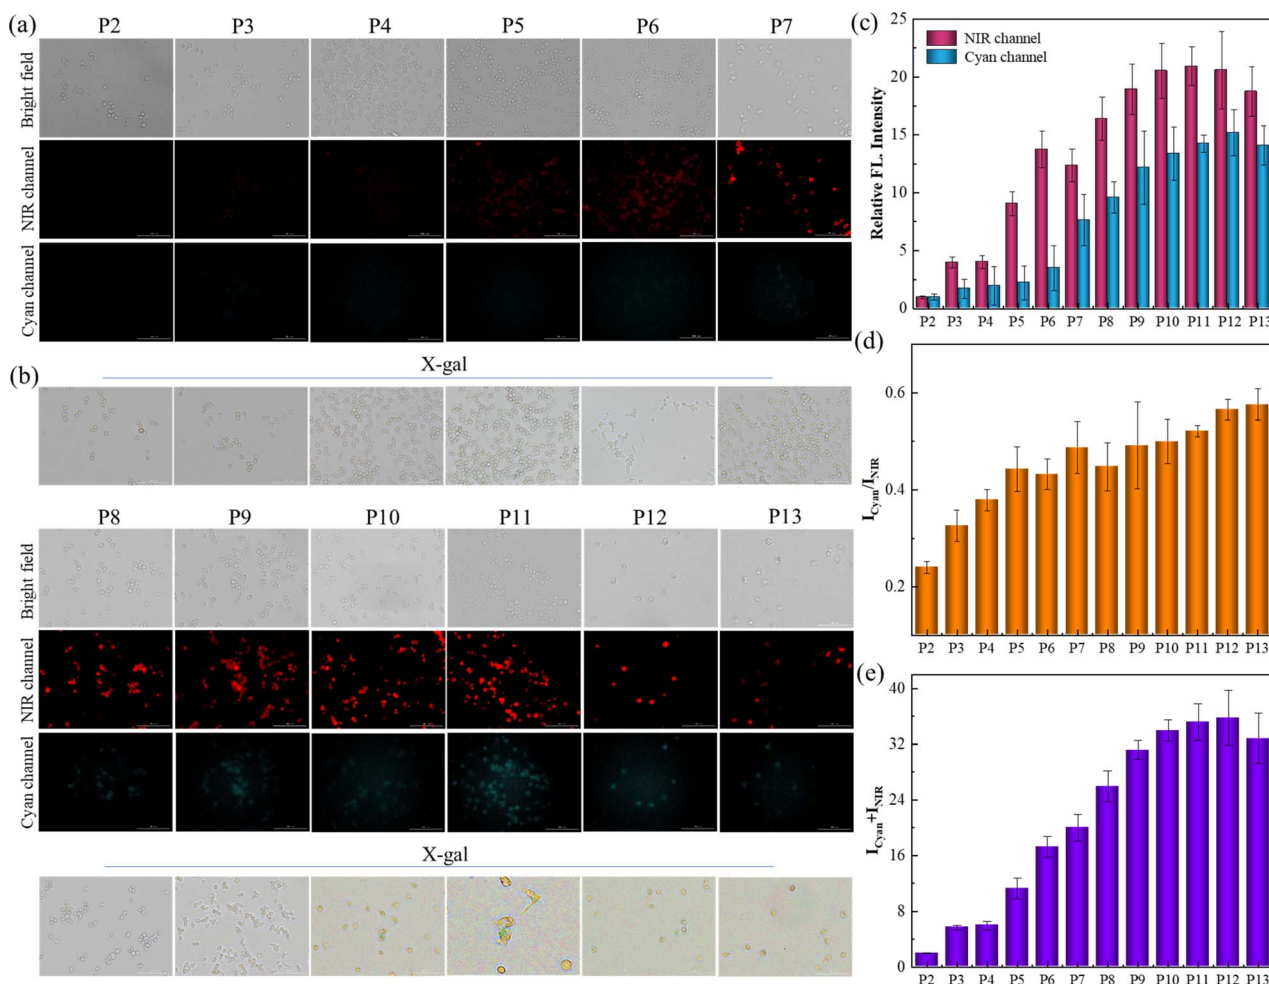 (a)
P2 P3 P4 P5 P6 P7
Bright field
NIR channel
Cyan channel
X-gal
(b)
P8 P9 P10 P11 P12 P13
Bright field
NIR channel
Cyan channel
X-gal
(c)
25
20
15
10
5
0
Relative FL. Intensity
NIR channel
Cyan channel
P2 P3 P4 P5 P6 P7 P8 P9 P10 P11 P12 P13
(d)
0.6
0.4
0.2
I_Cyan/I_NIR
P2 P3 P4 P5 P6 P7 P8 P9 P10 P11 P12 P13
(e)
40
32
24
16
8
0
I_Cyan+I_NIR
P2 P3 P4 P5 P6 P7 P8 P9 P10 P11 P12 P13